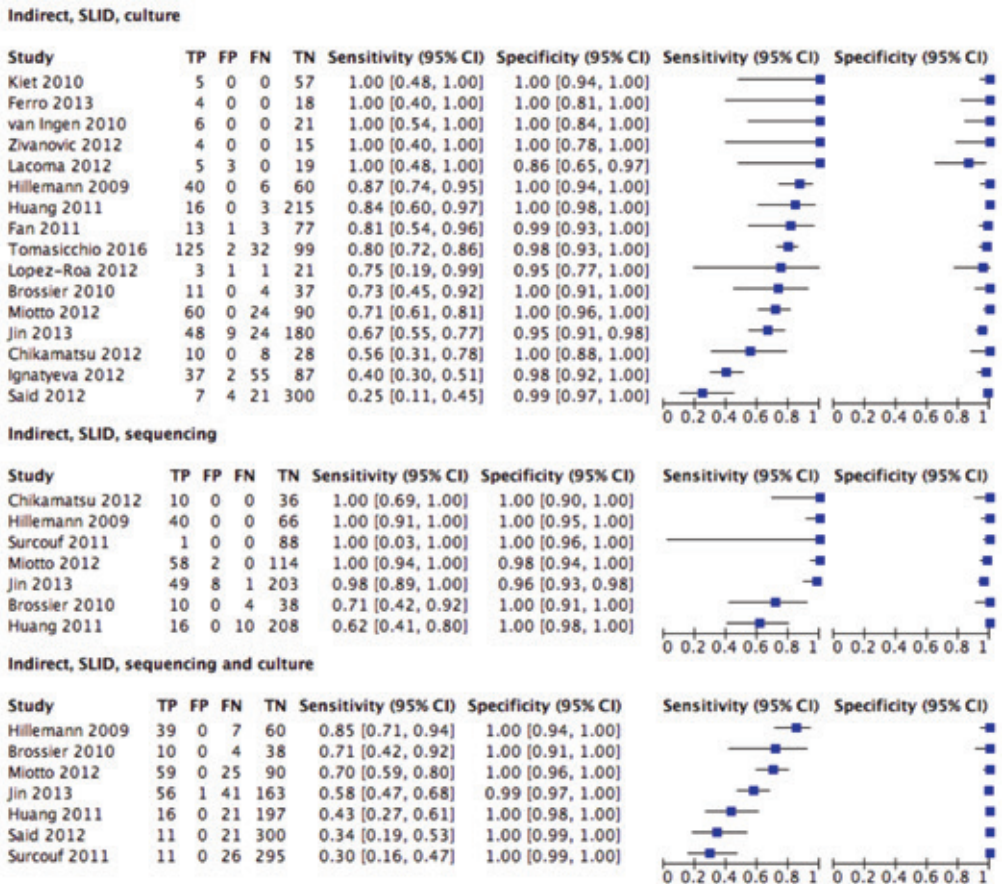 Indirect, SLID, culture
Study TP FP FN TN Sensitivity (95% CI) Specificity (95% CI) Sensitivity (95% CI) Specificity (95% CI)
Kiet 2010 5 0 0 57 1.00 [0.48, 1.00] 1.00 [0.94, 1.00]
Ferro 2013 4 0 0 18 1.00 [0.40, 1.00] 1.00 [0.81, 1.00]
van Ingen 2010 6 0 0 21 1.00 [0.54, 1.00] 1.00 [0.84, 1.00]
Zivanovic 2012 4 0 0 15 1.00 [0.40, 1.00] 1.00 [0.78, 1.00]
Lacoma 2012 5 3 0 19 1.00 [0.48, 1.00] 0.86 [0.65, 0.97]
Hillemann 2009 40 0 6 60 0.87 [0.74, 0.95] 1.00 [0.94, 1.00]
Huang 2011 16 0 3 215 0.84 [0.60, 0.97] 1.00 [0.98, 1.00]
Fan 2011 13 1 3 77 0.81 [0.54, 0.96] 0.99 [0.93, 1.00]
Tomasicchio 2016 125 2 32 99 0.80 [0.72, 0.86] 0.98 [0.93, 1.00]
Lopez-Roa 2012 3 1 1 21 0.75 [0.19, 0.99] 0.95 [0.77, 1.00]
Brossier 2010 11 0 4 37 0.73 [0.45, 0.92] 1.00 [0.91, 1.00]
Miotto 2012 60 0 24 90 0.71 [0.61, 0.81] 1.00 [0.96, 1.00]
Jin 2013 48 9 24 180 0.67 [0.55, 0.77] 0.95 [0.91, 0.98]
Chikamatsu 2012 10 0 8 28 0.56 [0.31, 0.78] 1.00 [0.88, 1.00]
Ignatyeva 2012 37 2 55 87 0.40 [0.30, 0.51] 0.98 [0.92, 1.00]
Said 2012 7 4 21 300 0.25 [0.11, 0.45] 0.99 [0.97, 1.00]
0 0.2 0.4 0.6 0.8 1 0 0.2 0.4 0.6 0.8 1
Indirect, SLID, sequencing
Study TP FP FN TN Sensitivity (95% CI) Specificity (95% CI) Sensitivity (95% CI) Specificity (95% CI)
Chikamatsu 2012 10 0 0 36 1.00 [0.69, 1.00] 1.00 [0.90, 1.00]
Hillemann 2009 40 0 0 66 1.00 [0.91, 1.00] 1.00 [0.95, 1.00]
Surcouf 2011 1 0 0 88 1.00 [0.03, 1.00] 1.00 [0.96, 1.00]
Miotto 2012 58 2 0 114 1.00 [0.94, 1.00] 0.98 [0.94, 1.00]
Jin 2013 49 8 1 203 0.98 [0.89, 1.00] 0.96 [0.93, 0.98]
Brossier 2010 10 0 4 38 0.71 [0.42, 0.92] 1.00 [0.91, 1.00]
Huang 2011 16 0 10 208 0.62 [0.41, 0.80] 1.00 [0.98, 1.00]
0 0.2 0.4 0.6 0.8 1 0 0.2 0.4 0.6 0.8 1
Indirect, SLID, sequencing and culture
Study TP FP FN TN Sensitivity (95% CI) Specificity (95% CI) Sensitivity (95% CI) Specificity (95% CI)
Hillemann 2009 39 0 7 60 0.85 [0.71, 0.94] 1.00 [0.94, 1.00]
Brossier 2010 10 0 4 38 0.71 [0.42, 0.92] 1.00 [0.91, 1.00]
Miotto 2012 59 0 25 90 0.70 [0.59, 0.80] 1.00 [0.96, 1.00]
Jin 2013 56 1 41 163 0.58 [0.47, 0.68] 0.99 [0.97, 1.00]
Huang 2011 16 0 21 197 0.43 [0.27, 0.61] 1.00 [0.98, 1.00]
Said 2012 11 0 21 300 0.34 [0.19, 0.53] 1.00 [0.99, 1.00]
Surcouf 2011 11 0 26 295 0.30 [0.16, 0.47] 1.00 [0.99, 1.00]
0 0.2 0.4 0.6 0.8 1 0 0.2 0.4 0.6 0.8 1